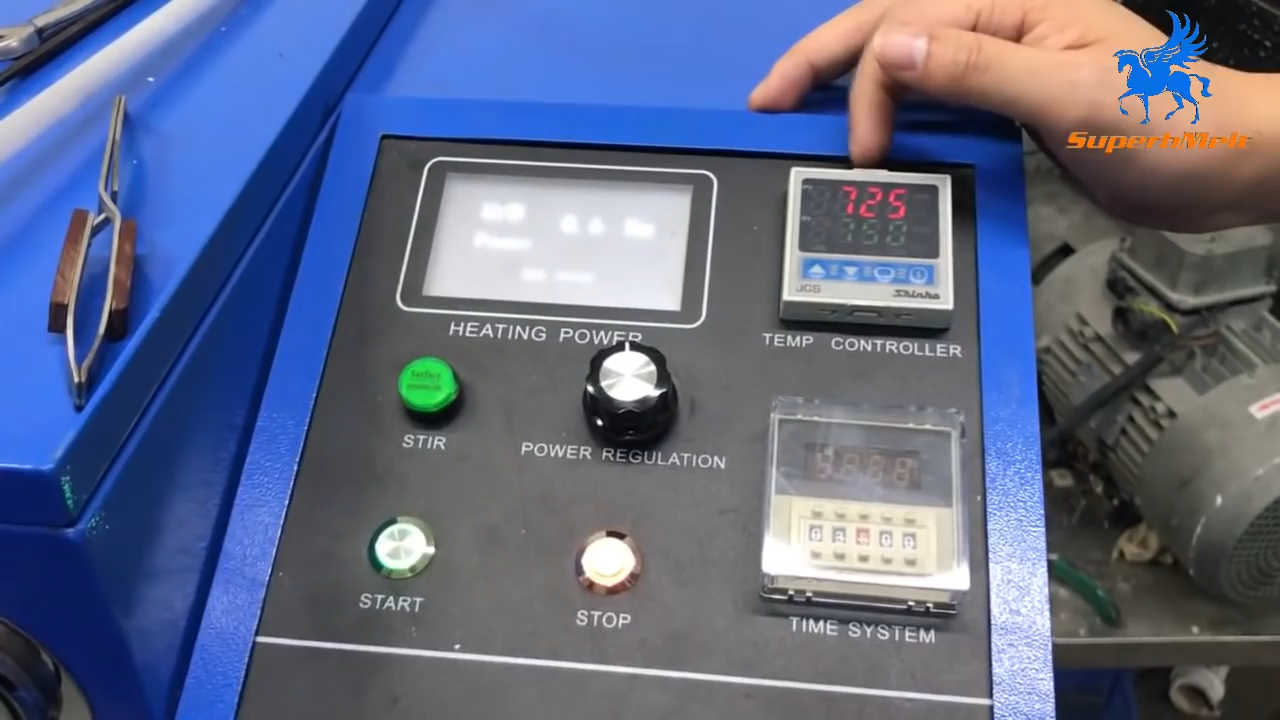 SuperbMelt
725
750
JCS
Shinko
HEATING POWER
TEMP CONTROLLER
STIR
POWER REGULATION
START
STOP
TIME SYSTEM